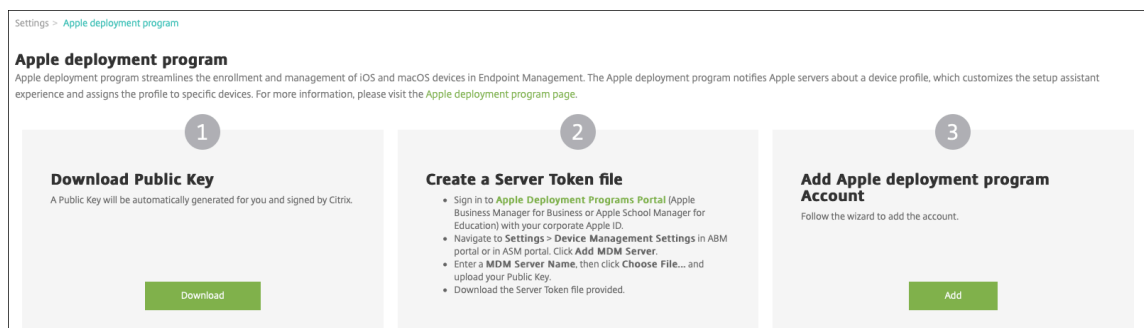 Settings > Apple deployment program
Apple deployment program
Apple deployment program streamlines the enrollment and management of iOS and macOS devices in Endpoint Management. The Apple deployment program notifies Apple servers about a device profile, which customizes the setup assistant
experience and assigns the profile to specific devices. For more information, please visit the Apple deployment program page.
1
Download Public Key
A Public Key will be automatically generated for you and signed by Citrix.
Download
2
Create a Server Token file
• Sign in to Apple Deployment Programs Portal (Apple
Business Manager for Business or Apple School Manager for
Education) with your corporate Apple ID.
• Navigate to Settings > Device Management Settings in ABM
portal or in ASM portal. Click Add MDM Server.
• Enter a MDM Server Name, then click Choose File... and
upload your Public Key.
• Download the Server Token file provided.
3
Add Apple deployment program
Account
Follow the wizard to add the account.
Add